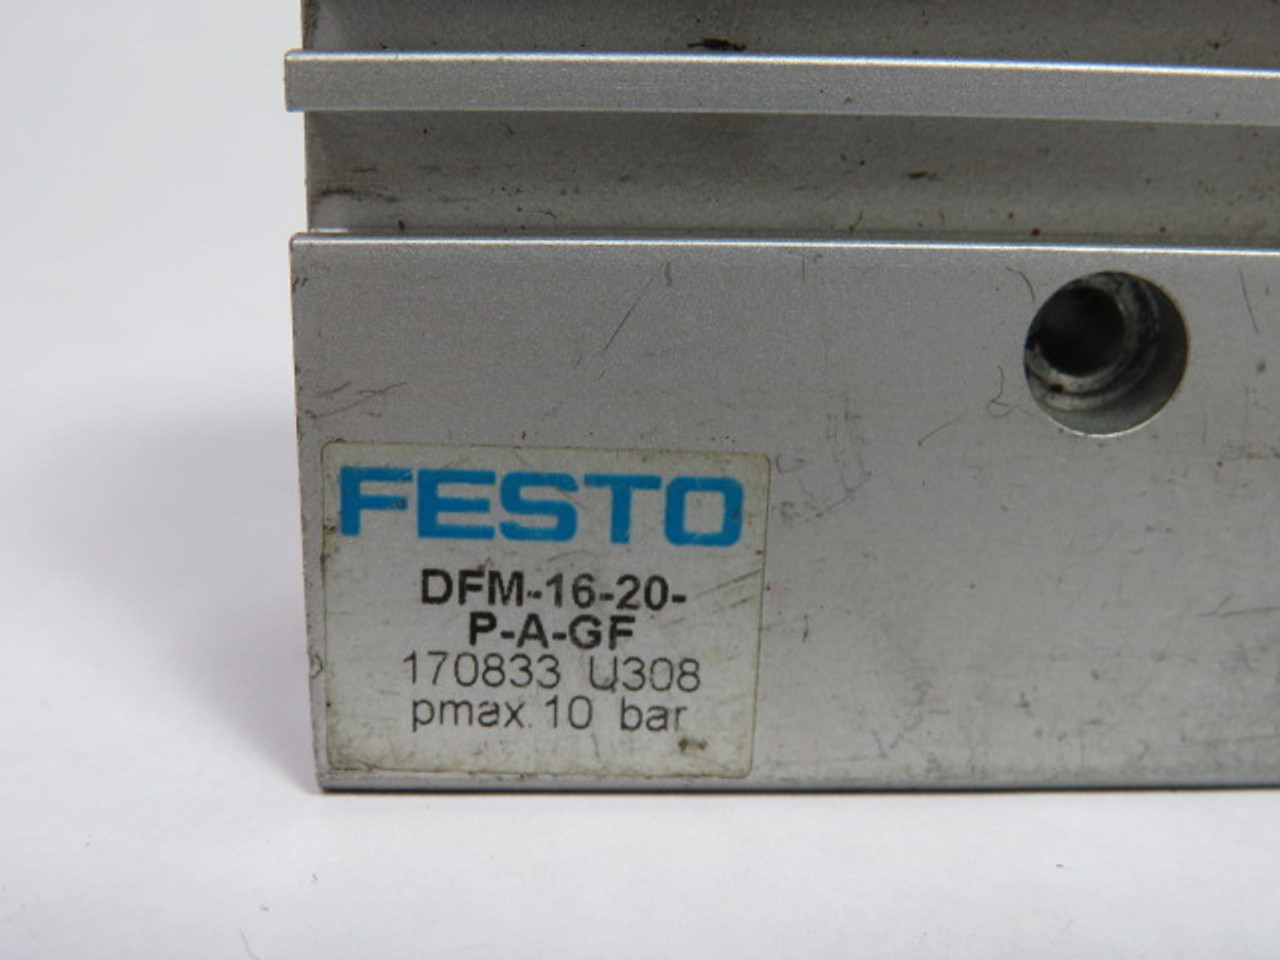 FESTO
DFM-16-20-
P-A-GF
170833 U308
pmax. 10 bar